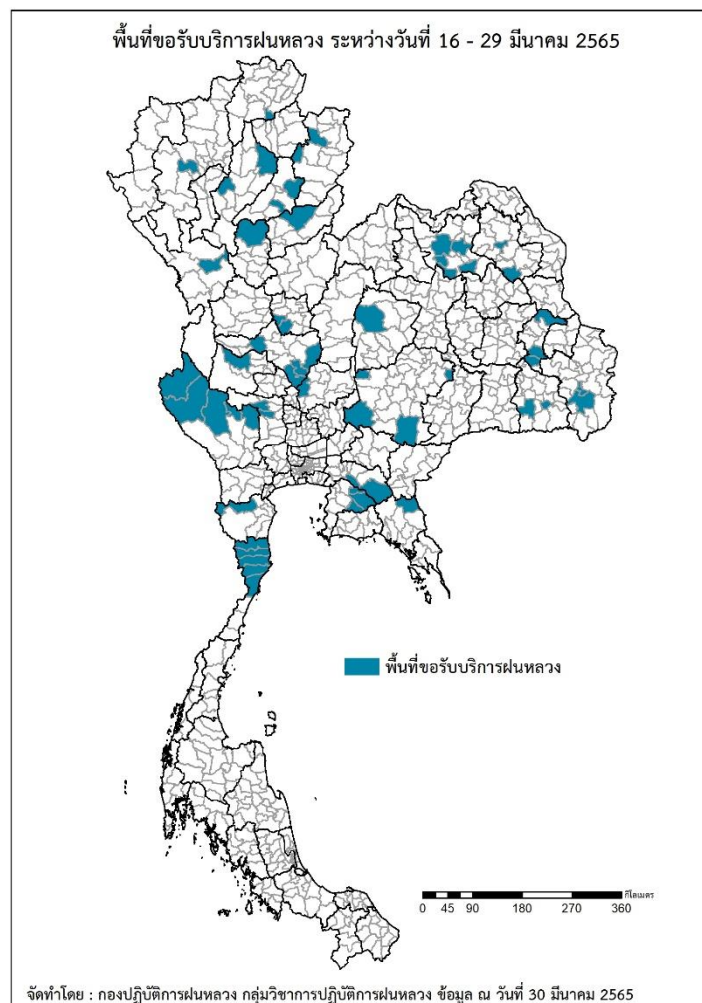 พื้นที่ขอรับบริการฝนหลวง ระหว่างวันที่ 16 - 29 มีนาคม 2565
พื้นที่ขอรับบริการฝนหลวง
กิโลเมตร
0 45 90 180 270 360
จัดทำโดย : กองปฏิบัติการฝนหลวง กลุ่มวิชาการปฏิบัติการฝนหลวง ข้อมูล ณ วันที่ 30 มีนาคม 2565